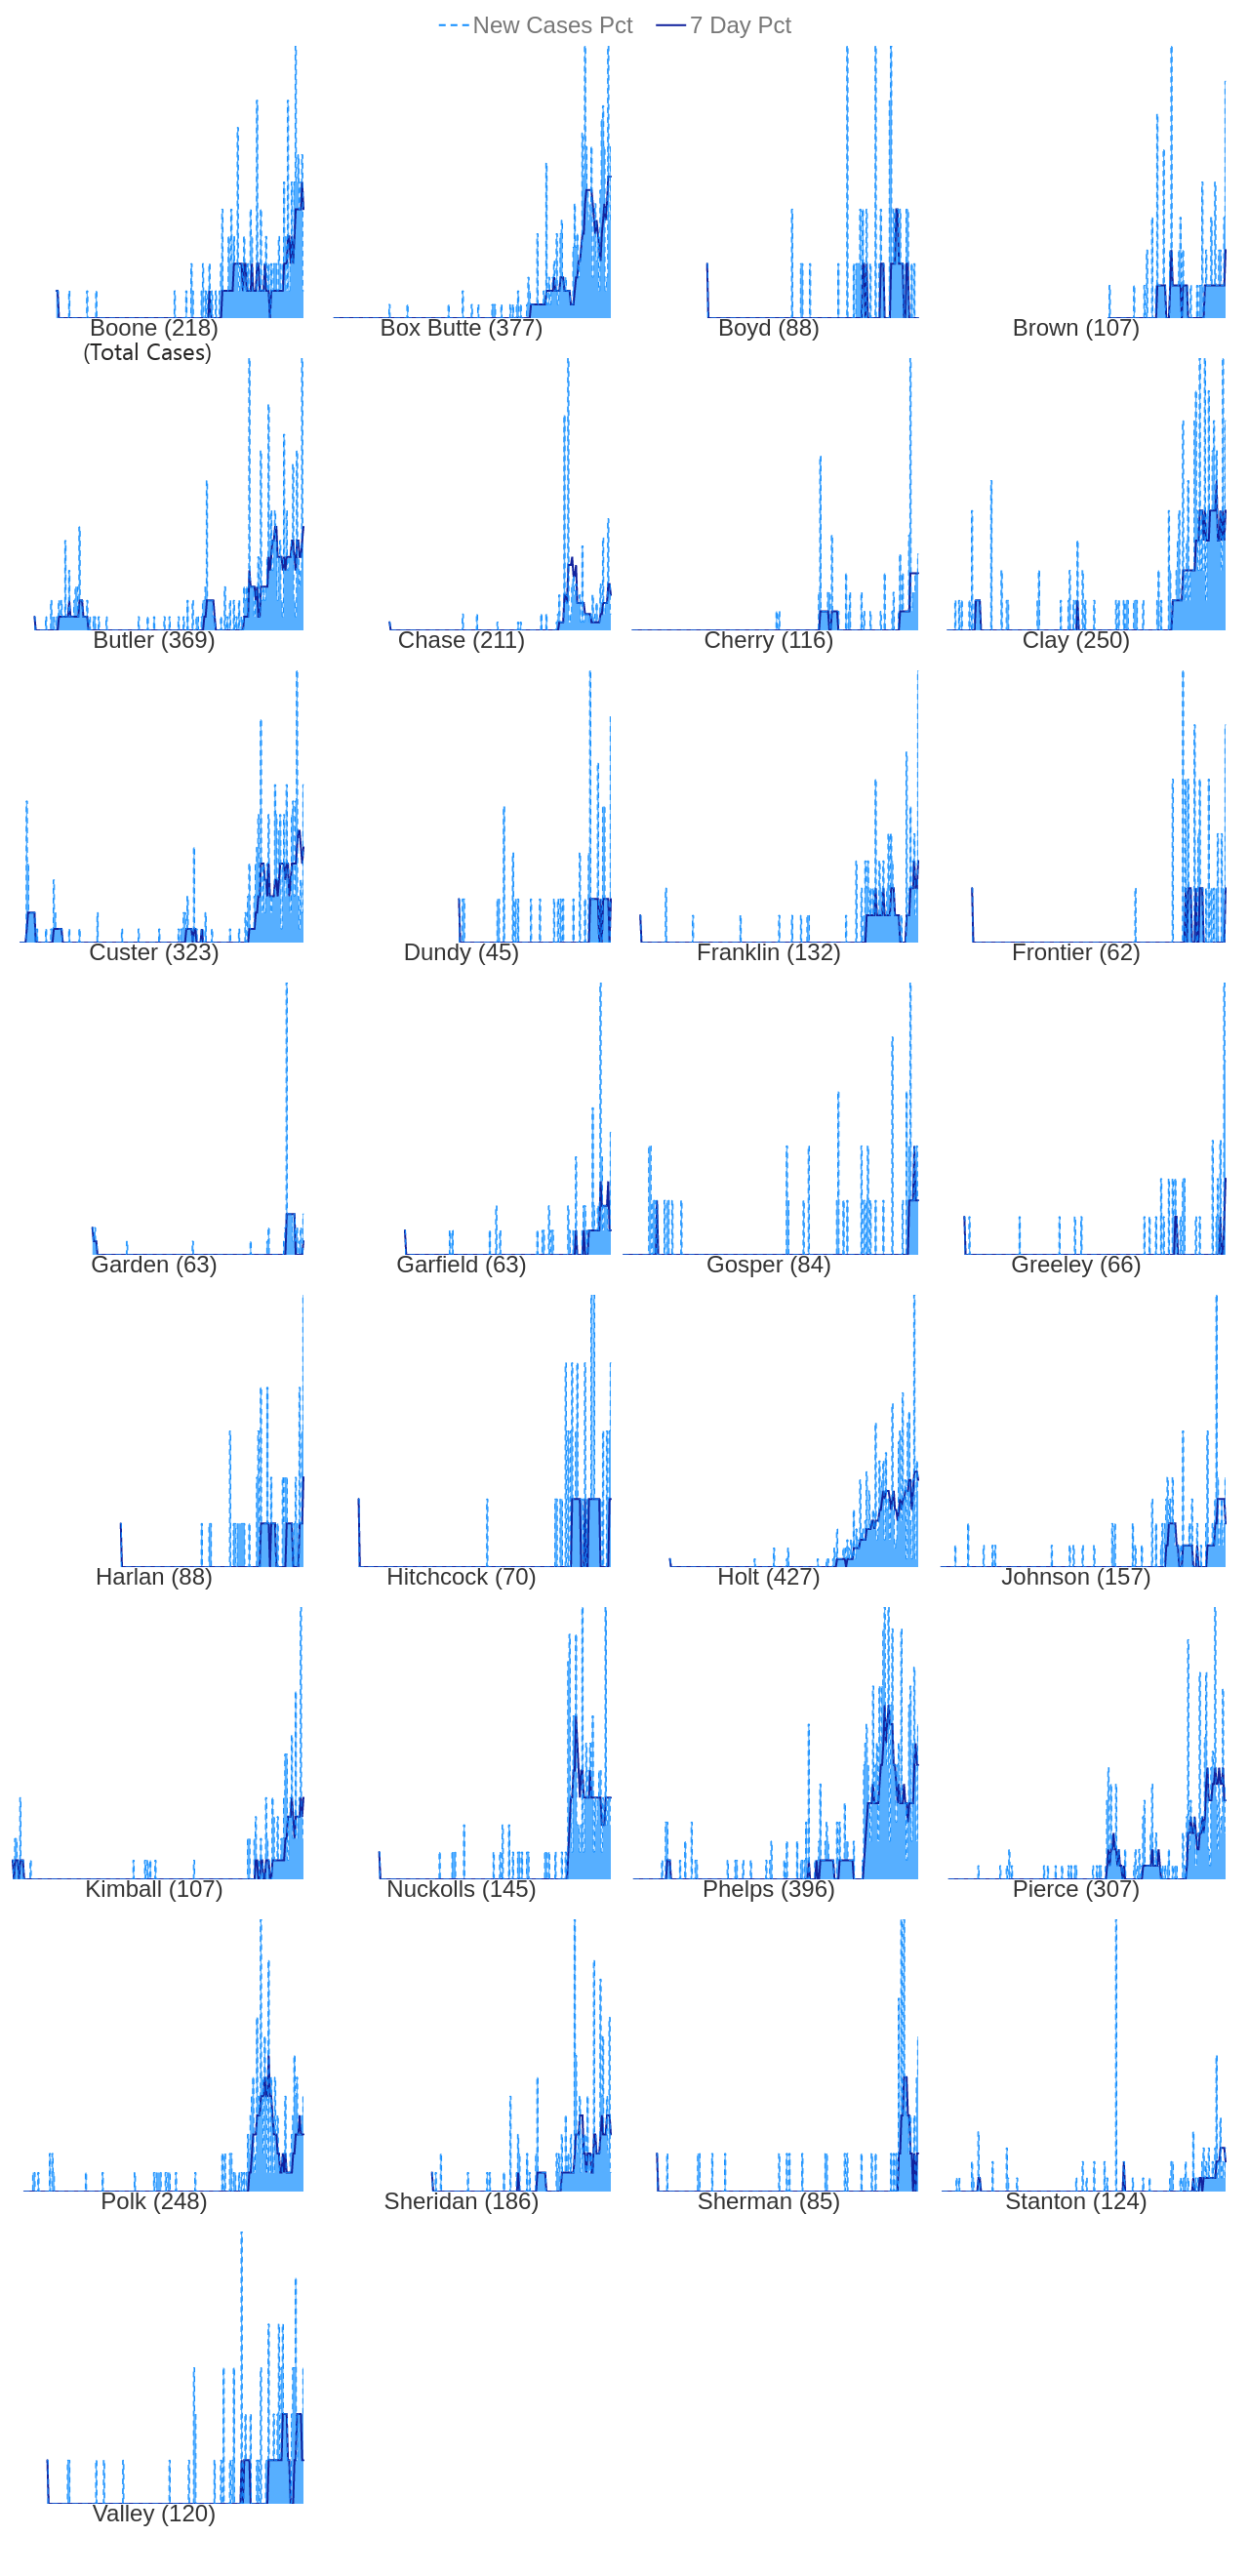 New Cases Pct 7 Day Pct
Boone (218) Box Butte (377) Boyd (88) Brown (107)
(Total Cases)
Butler (369) Chase (211) Cherry (116) Clay (250)
Custer (323) Dundy (45) Franklin (132) Frontier (62)
Garden (63) Garfield (63) Gosper (84) Greeley (66)
Harlan (88) Hitchcock (70) Holt (427) Johnson (157)
Kimball (107) Nuckolls (145) Phelps (396) Pierce (307)
Polk (248) Sheridan (186) Sherman (85) Stanton (124)
Valley (120)